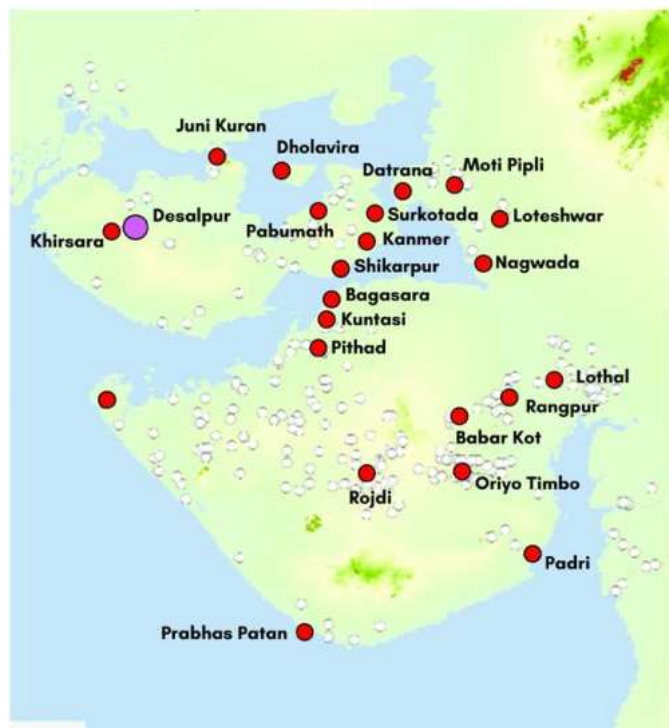 Juni Kuran
Dholavira
Datrana
Moti Pipli
Desalpur
Khirsara
Pabumath
Surkotada
Loteshwar
Kanmer
Shikarpur
Nagwada
Bagasara
Kuntasi
Pithad
Lothal
Rangpur
Babar Kot
Rojdi
Oriyo Timbo
Padri
Prabhas Patan